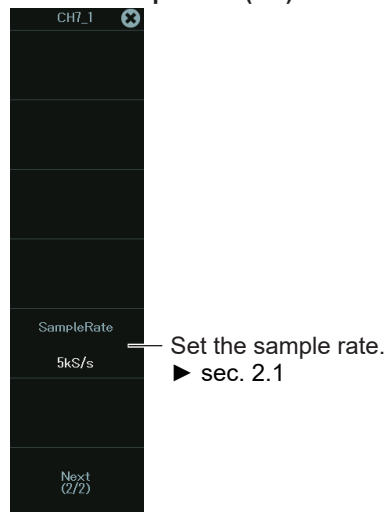 CH7_1
SampleRate
5kS/s
Set the sample rate.
► sec. 2.1
Next
(2/2)